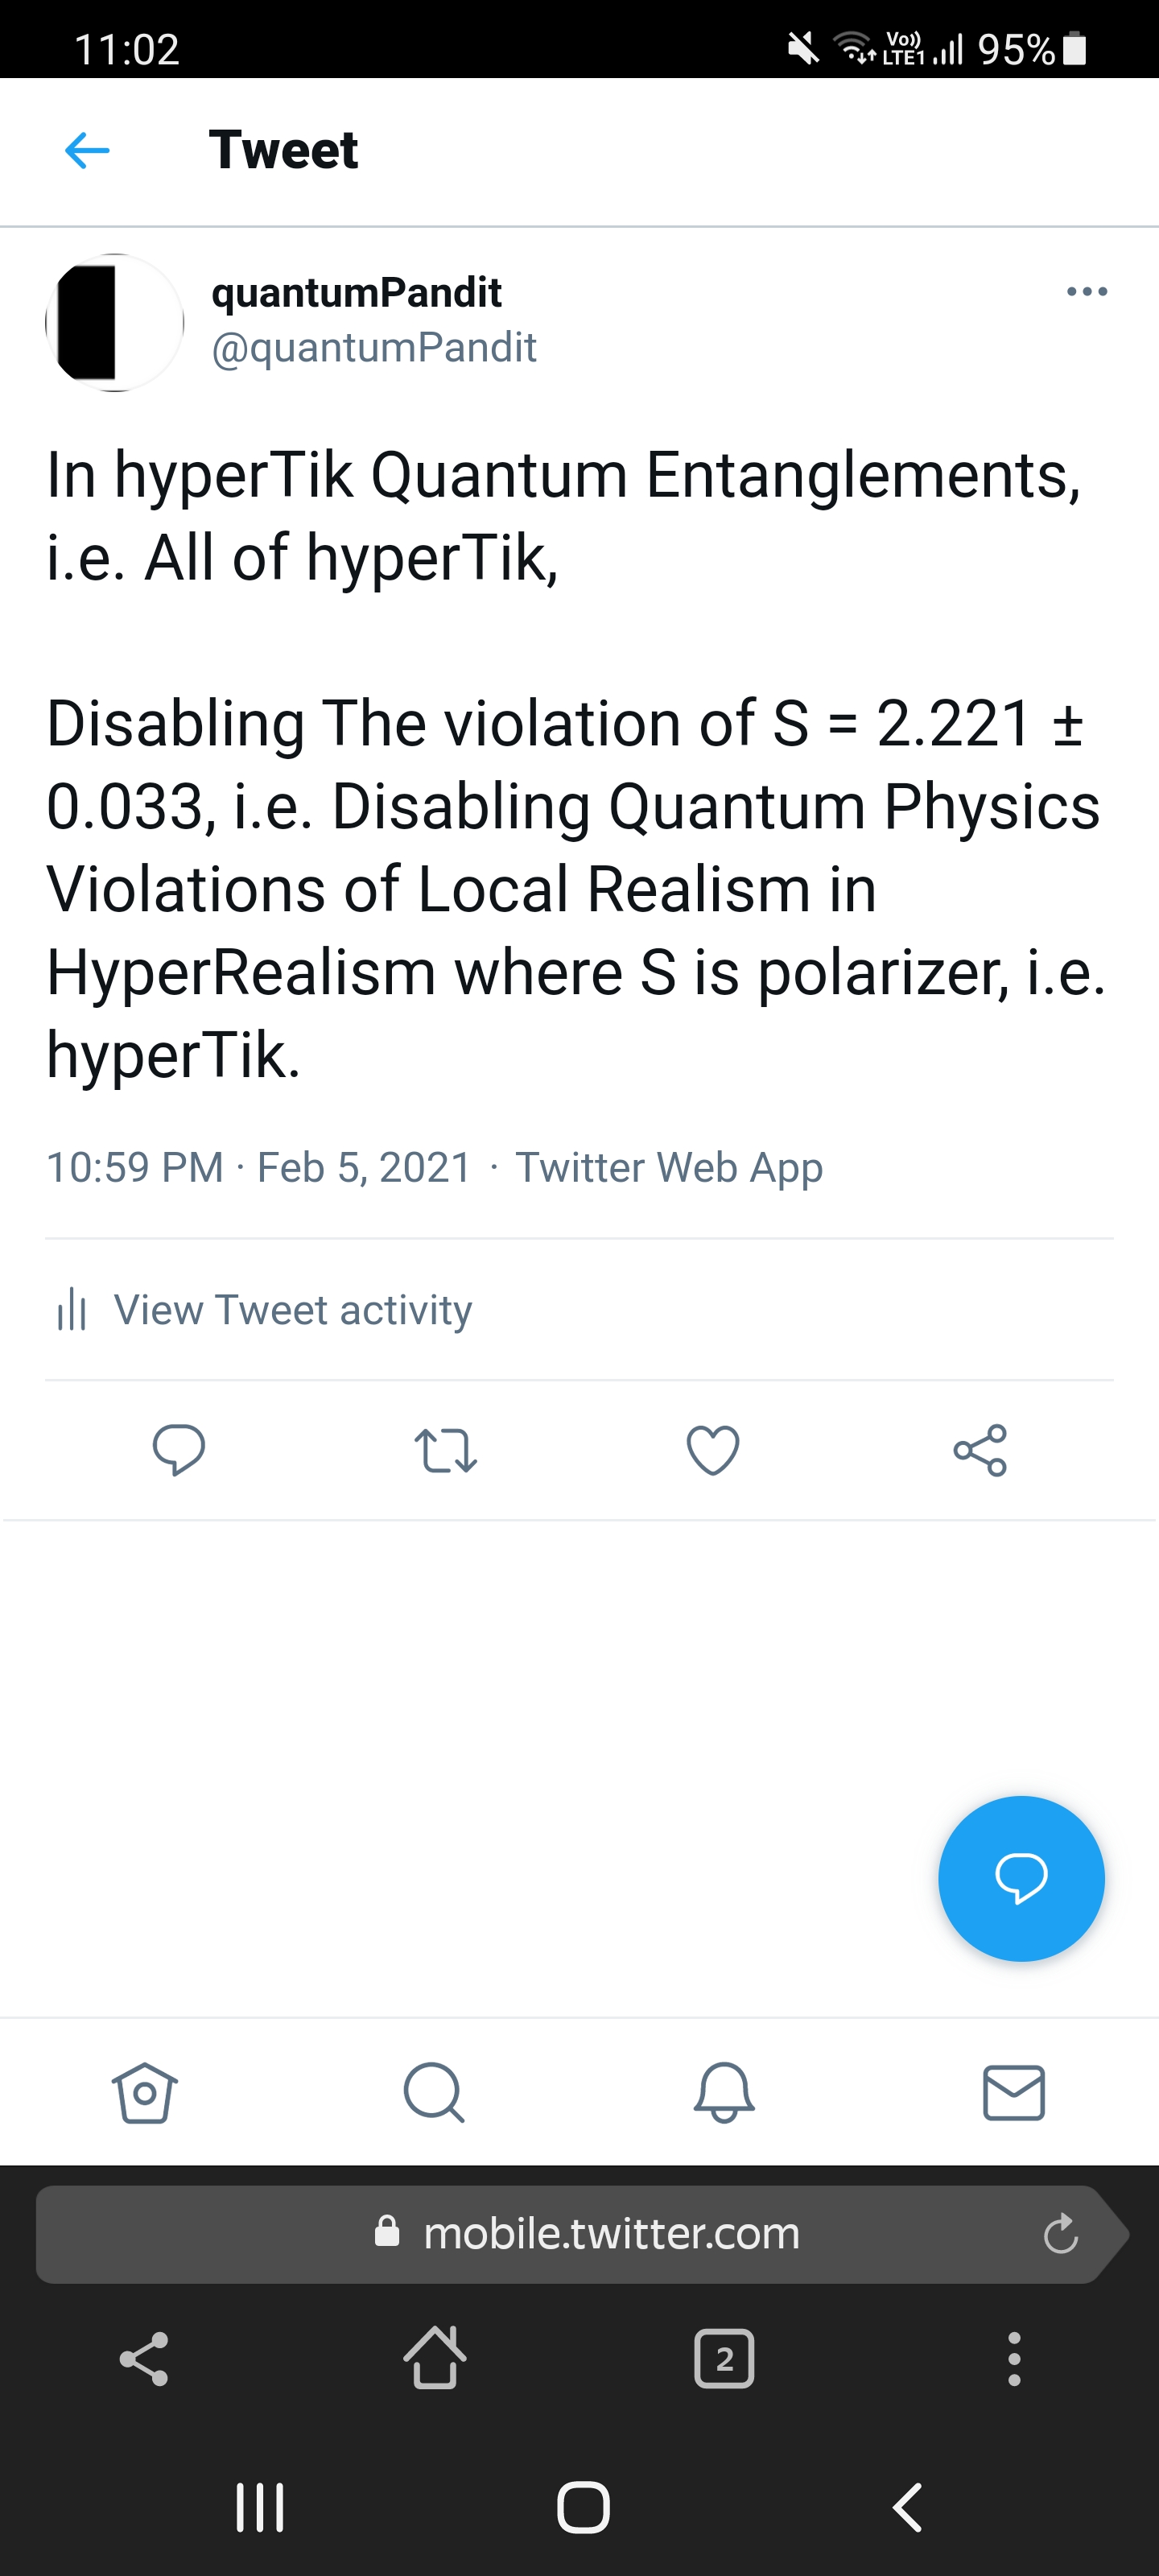 11:02
Vo))
LTE1
95%
Tweet
quantumPandit
@quantumPandit
In hyperTik Quantum Entanglements,
i.e. All of hyperTik,
Disabling The violation of S = 2.221 ±
0.033, i.e. Disabling Quantum Physics
Violations of Local Realism in
HyperRealism where S is polarizer, i.e.
hyperTik.
10:59 PM · Feb 5, 2021 · Twitter Web App
View Tweet activity
mobile.twitter.com
2